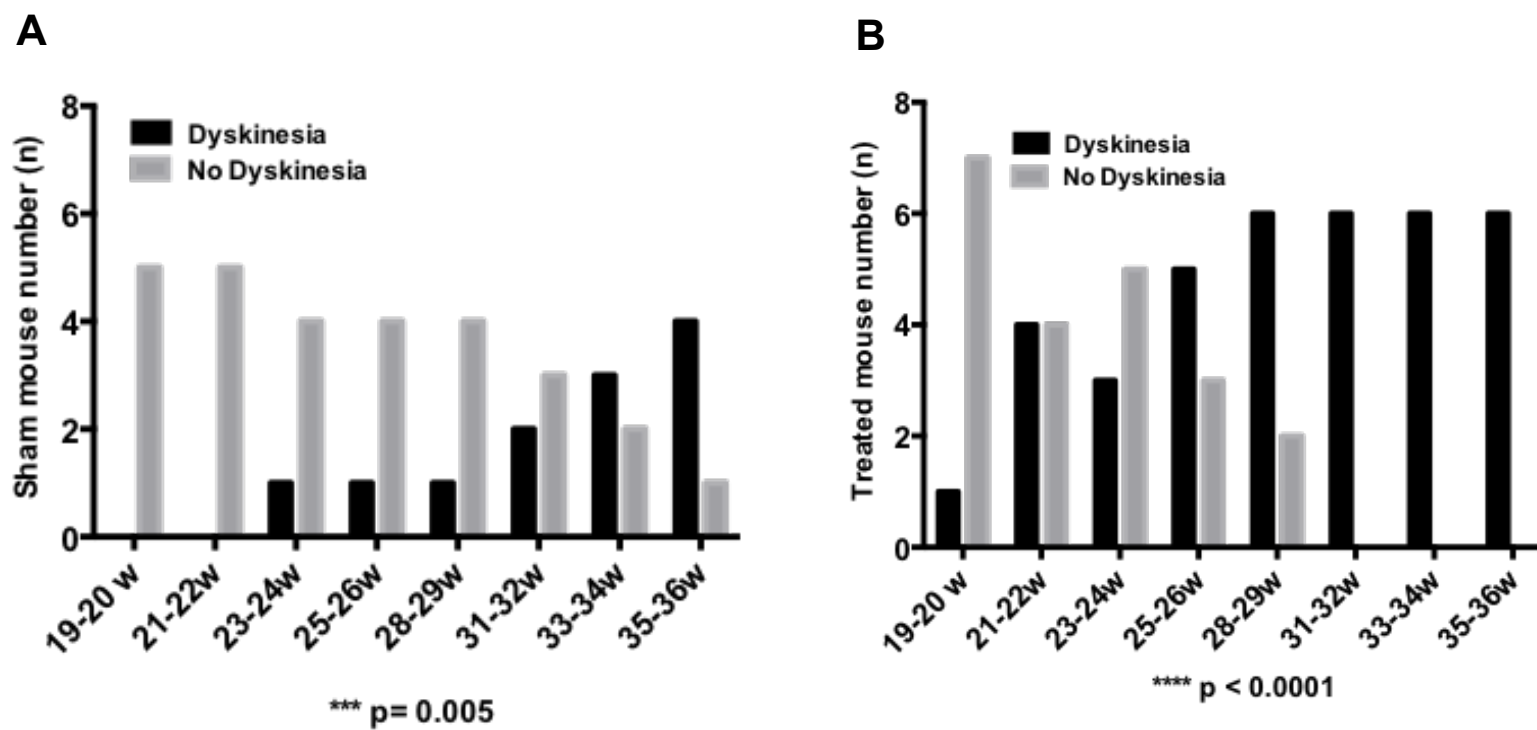 A
Sham mouse number (n)
8
6
4
2
0
Dyskinesia
No Dyskinesia
19-20 w
21-22w
23-24w
25-26w
28-29w
31-32w
33-34w
35-36w
*** p= 0.005
B
Treated mouse number (n)
8
6
4
2
0
Dyskinesia
No Dyskinesia
19-20 w
21-22w
23-24w
25-26w
28-29w
31-32w
33-34w
35-36w
**** p < 0.0001